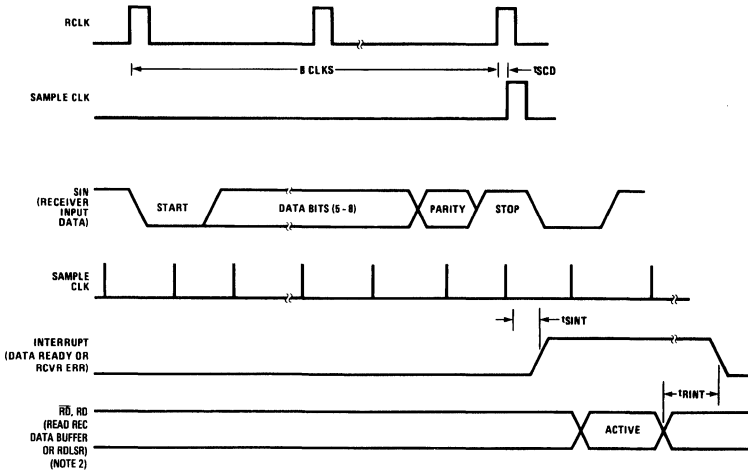 RCLK
8 CLKS
tSCD
SAMPLE CLK
SIN
(RECEIVER
INPUT
DATA)
START
DATA BITS (5 - 8)
PARITY
STOP
SAMPLE
CLK
tSINT
INTERRUPT
(DATA READY OR
RCVR ERR)
tRINT
RD, RD
(READ REC
DATA BUFFER
OR RDLSR)
(NOTE 2)
ACTIVE